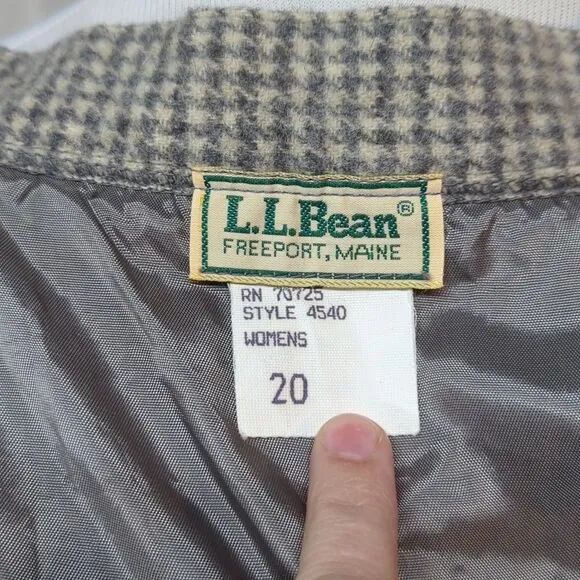 L.L.Bean®
FREEPORT, MAINE
RN 70725
STYLE 4540
WOMENS
20